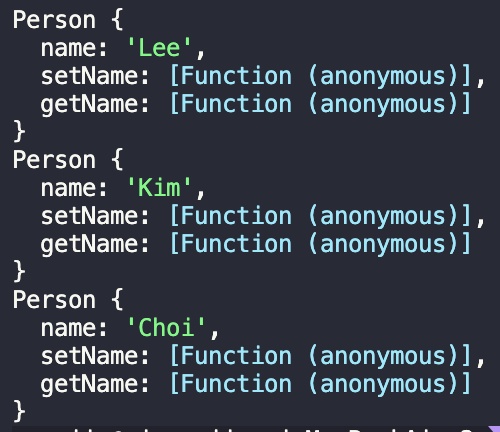 Person {
  name: 'Lee',
  setName: [Function (anonymous)],
  getName: [Function (anonymous)]
}
Person {
  name: 'Kim',
  setName: [Function (anonymous)],
  getName: [Function (anonymous)]
}
Person {
  name: 'Choi',
  setName: [Function (anonymous)],
  getName: [Function (anonymous)]
}